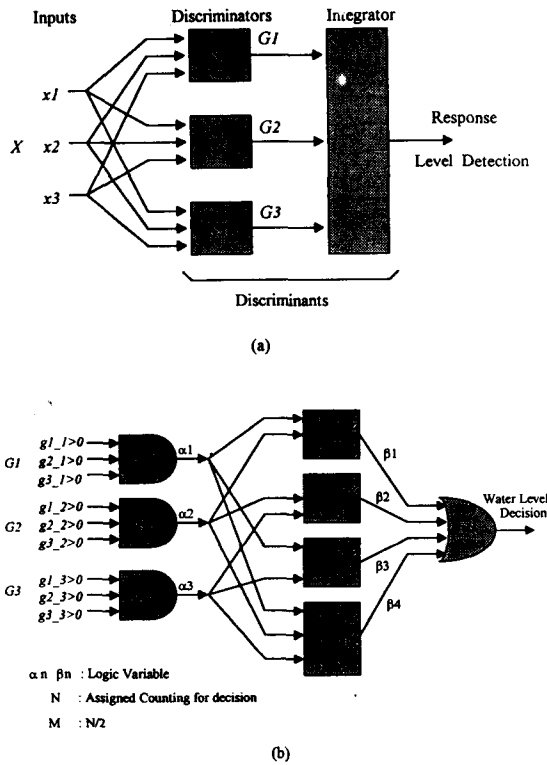 Inputs Discriminators Integrator
G1
x1
X x2 G2 Response
Level Detection
x3
G3
Discriminants
(a)
g1_1>0 α1
G1 g2_1>0
g3_1>0 β1
g1_2>0 α2 β2 Water Level
G2 g2_2>0 Decision
g3_2>0
g1_3>0 α3 β3
G3 g2_3>0
g3_3>0 β4
α n β n : Logic Variable
N : Assigned Counting for decision
M : N/2
(b)